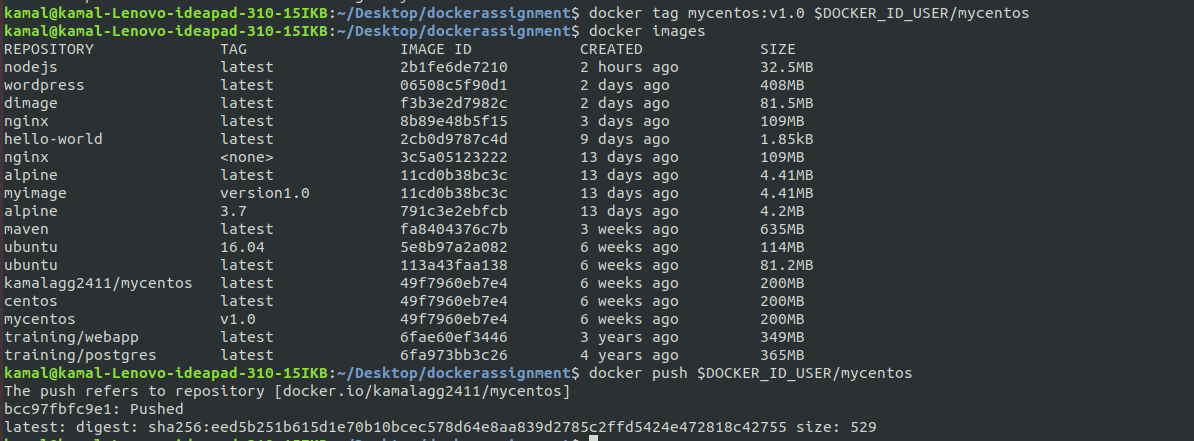 kamal@kamal-Lenovo-ideapad-310-15IKB:~/Desktop/dockerassignment$ docker tag mycentos:v1.0 $DOCKER_ID_USER/mycentos
kamal@kamal-Lenovo-ideapad-310-15IKB:~/Desktop/dockerassignment$ docker images
REPOSITORY TAG IMAGE ID CREATED SIZE
nodejs latest 2b1fe6de7210 2 hours ago 32.5MB
wordpress latest 06508c5f90d1 2 days ago 408MB
dimage latest f3b3e2d7982c 2 days ago 81.5MB
nginx latest 8b89e48b5f15 3 days ago 109MB
hello-world latest 2cb0d9787c4d 9 days ago 1.85kB
nginx <none> 3c5a05123222 13 days ago 109MB
alpine latest 11cd0b38bc3c 13 days ago 4.41MB
myimage version1.0 11cd0b38bc3c 13 days ago 4.41MB
alpine 3.7 791c3e2ebfcb 13 days ago 4.2MB
maven latest fa8404376c7b 3 weeks ago 635MB
ubuntu 16.04 5e8b97a2a082 6 weeks ago 114MB
ubuntu latest 113a43faa138 6 weeks ago 81.2MB
kamalagg2411/mycentos latest 49f7960eb7e4 6 weeks ago 200MB
centos latest 49f7960eb7e4 6 weeks ago 200MB
mycentos v1.0 49f7960eb7e4 6 weeks ago 200MB
training/webapp latest 6fae60ef3446 3 years ago 349MB
training/postgres latest 6fa973bb3c26 4 years ago 365MB
kamal@kamal-Lenovo-ideapad-310-15IKB:~/Desktop/dockerassignment$ docker push $DOCKER_ID_USER/mycentos
The push refers to repository [docker.io/kamalagg2411/mycentos]
bcc97fbfc9e1: Pushed
latest: digest: sha256:eed5b251b615d1e70b10bcec578d64e8aa839d2785c2ffd5424e472818c42755 size: 529
kamal@kamal-Lenovo-ideapad-310-15IKB:~/Desktop/dockerassignment$